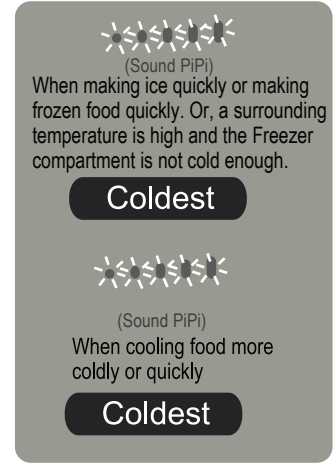 (Sound PiPi)
When making ice quickly or making
frozen food quickly. Or, a surrounding
temperature is high and the Freezer
compartment is not cold enough.
Coldest
(Sound PiPi)
When cooling food more
coldly or quickly
Coldest